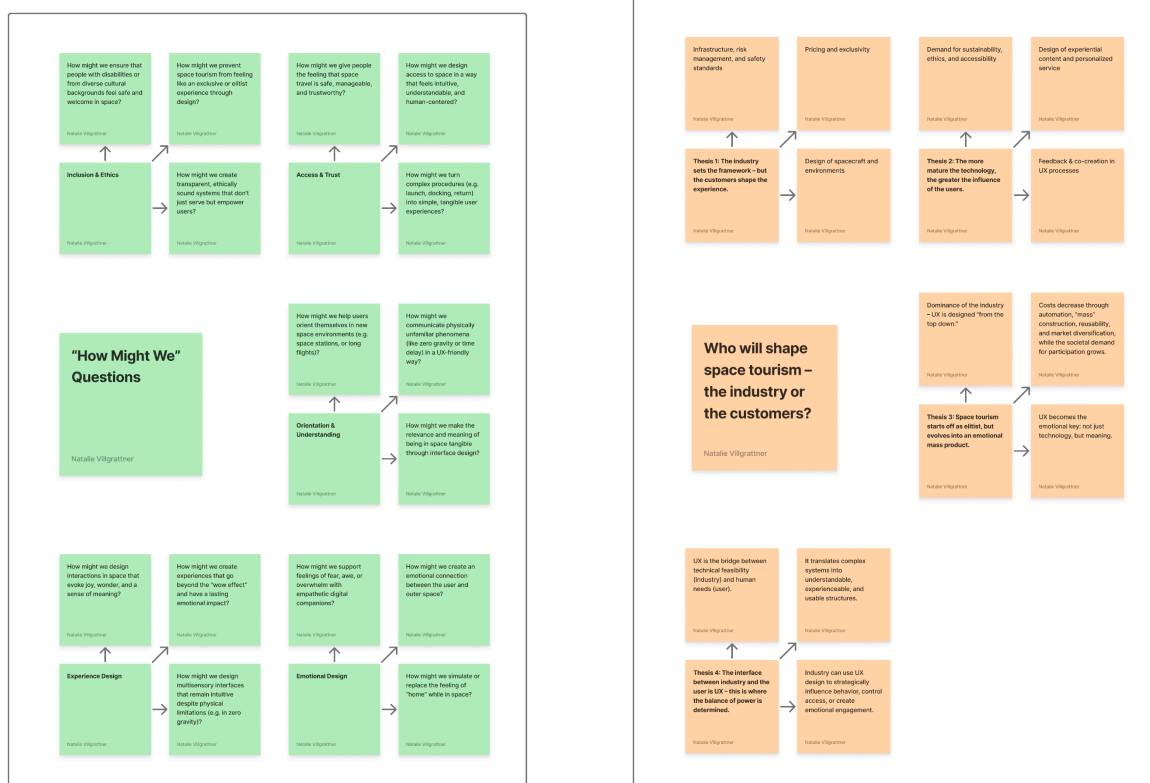 How might we ensure that
people with disabilities or
from diverse cultural
backgrounds feel safe and
welcome in space?
Natalie Villgrattner
How might we prevent
space tourism from feeling
like an exclusive or elitist
experience through
design?
Natalie Villgrattner
Inclusion & Ethics
Natalie Villgrattner
How might we create
transparent, ethically
sound systems that don't
just serve but empower
users?
Natalie Villgrattner
How might we give people
the feeling that space
travel is safe, manageable,
and trustworthy?
Natalie Villgrattner
How might we design
access to space in a way
that feels intuitive,
understandable, and
human-centered?
Natalie Villgrattner
Access & Trust
Natalie Villgrattner
How might we turn
complex procedures (e.g.
launch, docking, return)
into simple, tangible user
experiences?
Natalie Villgrattner
"How Might We"
Questions
Natalie Villgrattner
How might we help users
orient themselves in new
space environments (e.g.
space stations, or long
flights)?
Natalie Villgrattner
How might we
communicate physically
unfamiliar phenomena
(like zero gravity or time
delay) in a UX-friendly
way?
Natalie Villgrattner
Orientation &
Understanding
Natalie Villgrattner
How might we make the
relevance and meaning of
being in space tangible
through interface design?
Natalie Villgrattner
How might we design
interactions in space that
evoke joy, wonder, and a
sense of meaning?
Natalie Villgrattner
How might we create
experiences that go
beyond the "wow effect"
and have a lasting
emotional impact?
Natalie Villgrattner
Experience Design
Natalie Villgrattner
How might we design
multisensory interfaces
that remain intuitive
despite physical
limitations (e.g. in zero
gravity)?
Natalie Villgrattner
How might we support
feelings of fear, awe, or
overwhelm with
empathetic digital
companions?
Natalie Villgrattner
How might we create an
emotional connection
between the user and
outer space?
Natalie Villgrattner
Emotional Design
Natalie Villgrattner
How might we simulate or
replace the feeling of
"home" while in space?
Natalie Villgrattner
Infrastructure, risk
management, and safety
standards
Natalie Villgrattner
Pricing and exclusivity
Natalie Villgrattner
Thesis 1: The industry
sets the framework – but
the customers shape the
experience.
Natalie Villgrattner
Design of spacecraft and
environments
Natalie Villgrattner
Demand for sustainability,
ethics, and accessibility
Natalie Villgrattner
Design of experiential
content and personalized
service
Natalie Villgrattner
Thesis 2: The more
mature the technology,
the greater the influence
of the users.
Natalie Villgrattner
Feedback & co-creation in
UX processes
Natalie Villgrattner
Who will shape
space tourism –
the industry or
the customers?
Natalie Villgrattner
Dominance of the industry
– UX is designed "from the
top down."
Natalie Villgrattner
Costs decrease through
automation, "mass"
construction, reusability,
and market diversification,
while the societal demand
for participation grows.
Natalie Villgrattner
Thesis 3: Space tourism
starts off as elitist, but
evolves into an emotional
mass product.
Natalie Villgrattner
UX becomes the
emotional key: not just
technology, but meaning.
Natalie Villgrattner
UX is the bridge between
technical feasibility
(industry) and human
needs (user).
Natalie Villgrattner
It translates complex
systems into
understandable,
experienceable, and
usable structures.
Natalie Villgrattner
Thesis 4: The interface
between industry and the
user is UX – this is where
the balance of power is
determined.
Natalie Villgrattner
Industry can use UX
design to strategically
influence behavior, control
access, or create
emotional engagement.
Natalie Villgrattner